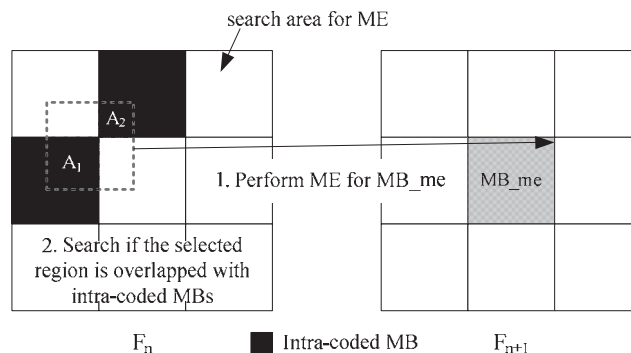 search area for ME
A₂
A₁
1. Perform ME for MB_me
MB_me
2. Search if the selected
region is overlapped with
intra-coded MBs
Fₙ
Intra-coded MB
Fₙ₊₁